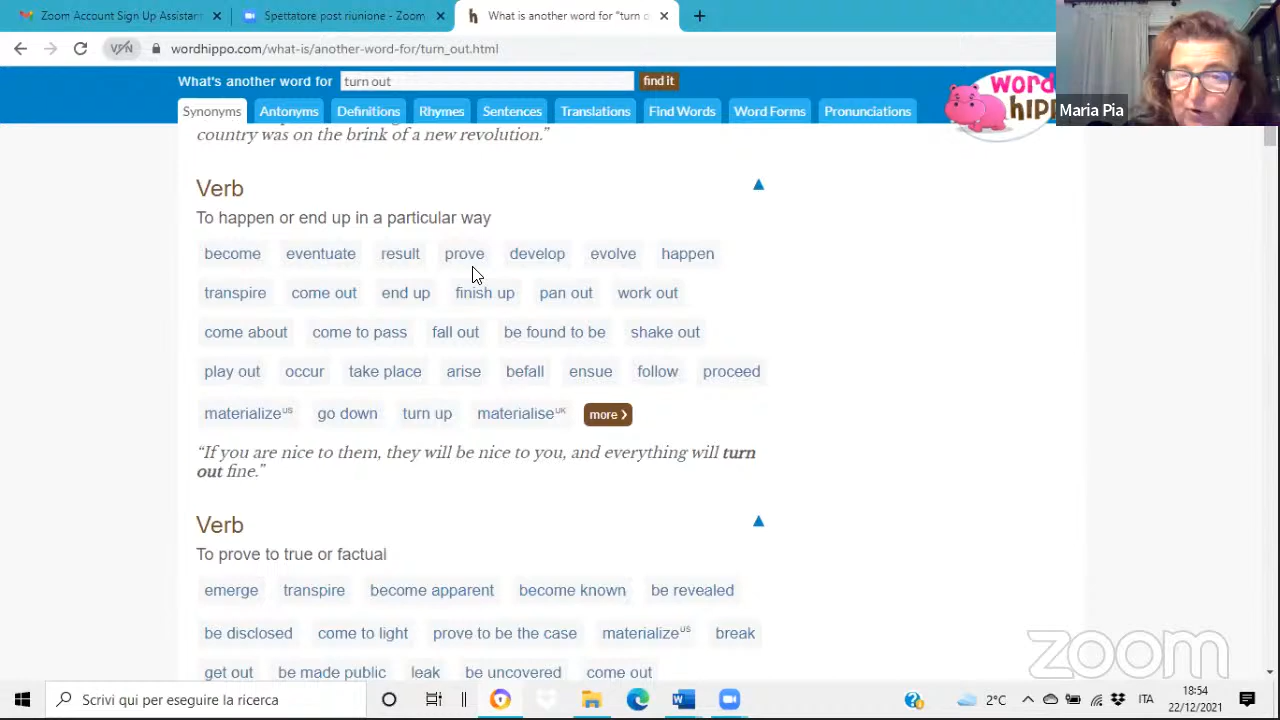 Zoom Account Sign Up Assistan
Spettatore post riunione - Zoom
What is another word for "turn o
wordhippo.com/what-is/another-word-for/turn_out.html
Maria Pia
What's another word for turn out find it
word
hipp
Synonyms Antonyms Definitions Rhymes Sentences Translations Find Words Word Forms Pronunciations
country was on the brink of a new revolution.”
Verb
To happen or end up in a particular way
become eventuate result prove develop evolve happen
transpire come out end up finish up pan out work out
come about come to pass fall out be found to be shake out
play out occur take place arise befall ensue follow proceed
materializeUS go down turn up materialiseUK more
“If you are nice to them, they will be nice to you, and everything will turn
out fine.”
Verb
To prove to true or factual
emerge transpire become apparent become known be revealed
be disclosed come to light prove to be the case materializeUS break
get out be made public leak be uncovered come out
zoom
Scrivi qui per eseguire la ricerca
2°C
ITA
18:54
22/12/2021